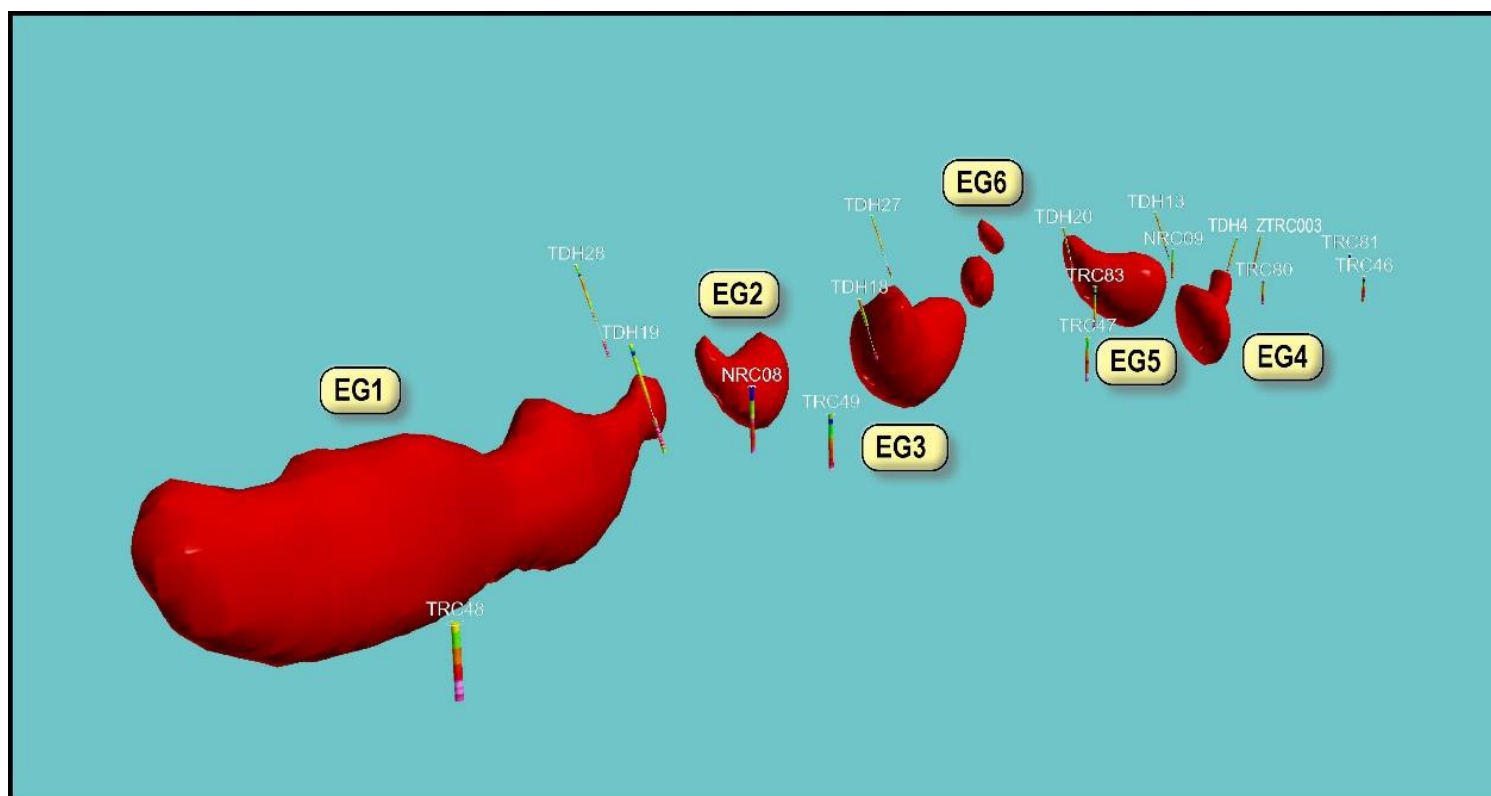 EG6
TDH27
TDH20
TDH13
TDH4 ZTRC003
NRC09
TRC81
TRC46
TDH28
TRC83
TRC80
EG2
TDH18
TDH19
TRC47
EG5
EG4
EG1
NRC08
TRC49
EG3
TRC48